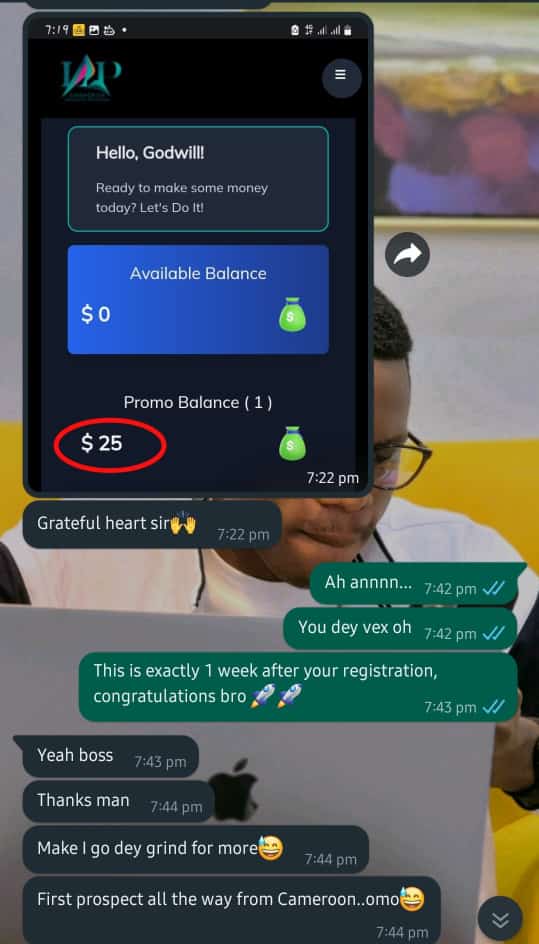 7:19
Hello, Godwill!
Ready to make some money
today? Let's Do It!
Available Balance
$ 0
Promo Balance ( 1 )
$ 25
7:22 pm
Grateful heart sir🙌 7:22 pm
Ah annnn... 7:42 pm
You dey vex oh 7:42 pm
This is exactly 1 week after your registration,
congratulations bro 🚀🚀 7:43 pm
Yeah boss 7:43 pm
Thanks man 7:44 pm
Make I go dey grind for more😅 7:44 pm
First prospect all the way from Cameroon..omo😅
7:44 pm